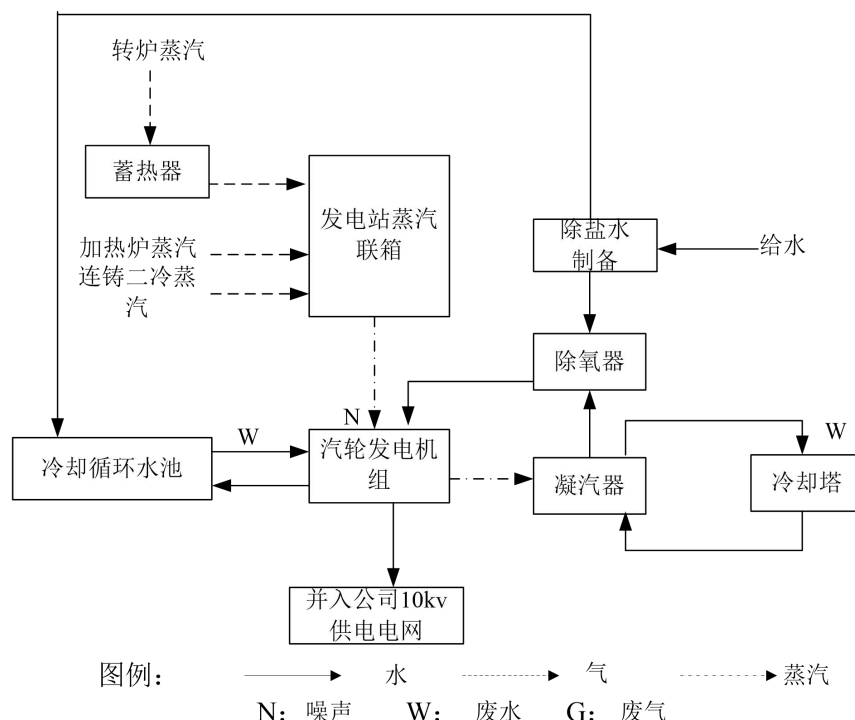 转炉蒸汽
蓄热器
发电站蒸汽
联箱
加热炉蒸汽
连铸二冷蒸
汽
除盐水
制备
给水
除氧器
N
W
冷却循环水池
汽轮发电机
组
凝汽器
W
冷却塔
并入公司10kv
供电电网
图例： 水 气 蒸汽
N： 噪声 W： 废水 G： 废气